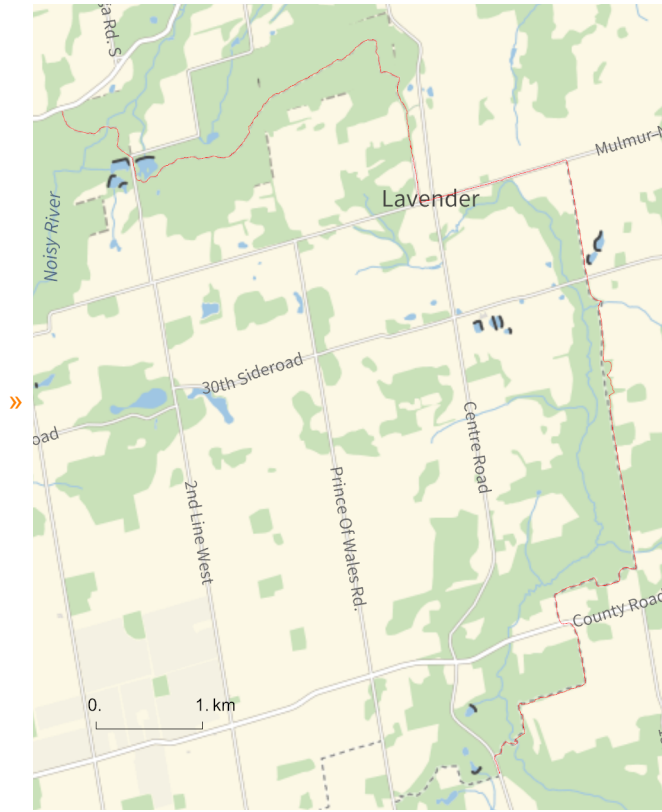 a Rd. S
Mulmur-
Lavender
Noisy River
30th Sideroad
»
oad
Centre Road
2nd Line West
Prince Of Wales Rd.
County Road
0.
1. km